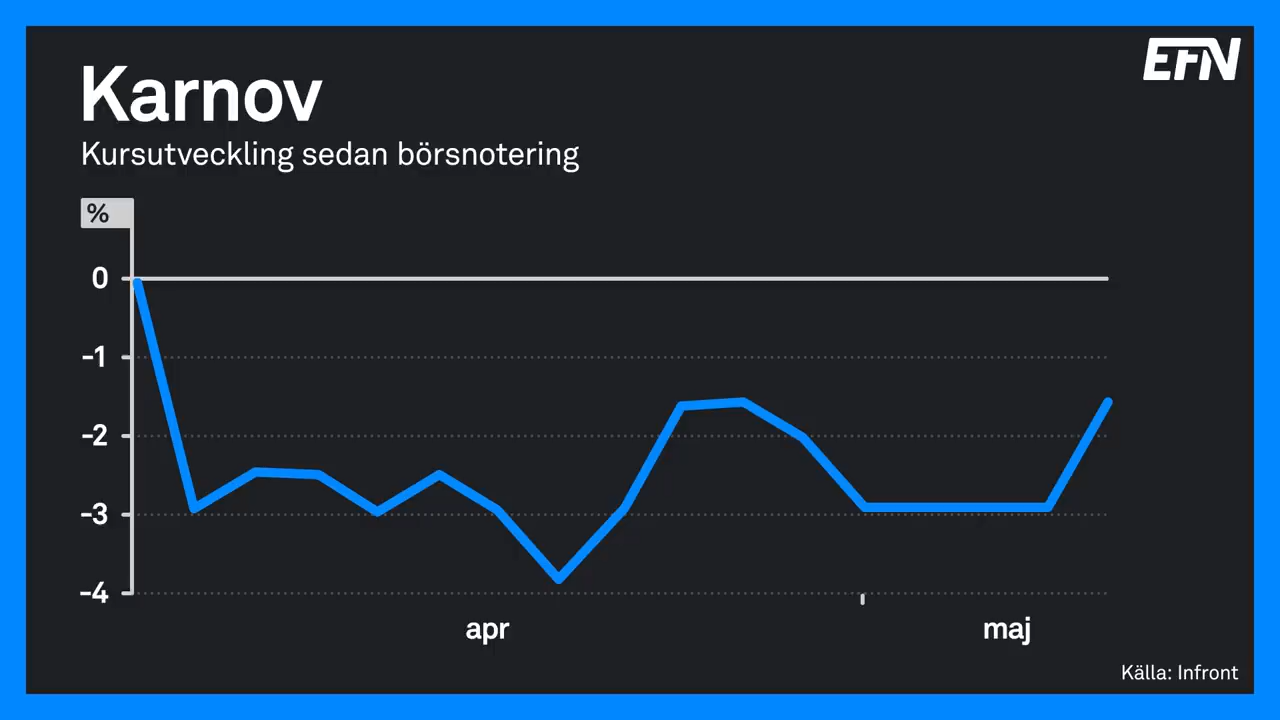 EFN
Karnov
Kursutveckling sedan börsnotering
%
0
-1
-2
-3
-4
apr
maj
Källa: Infront